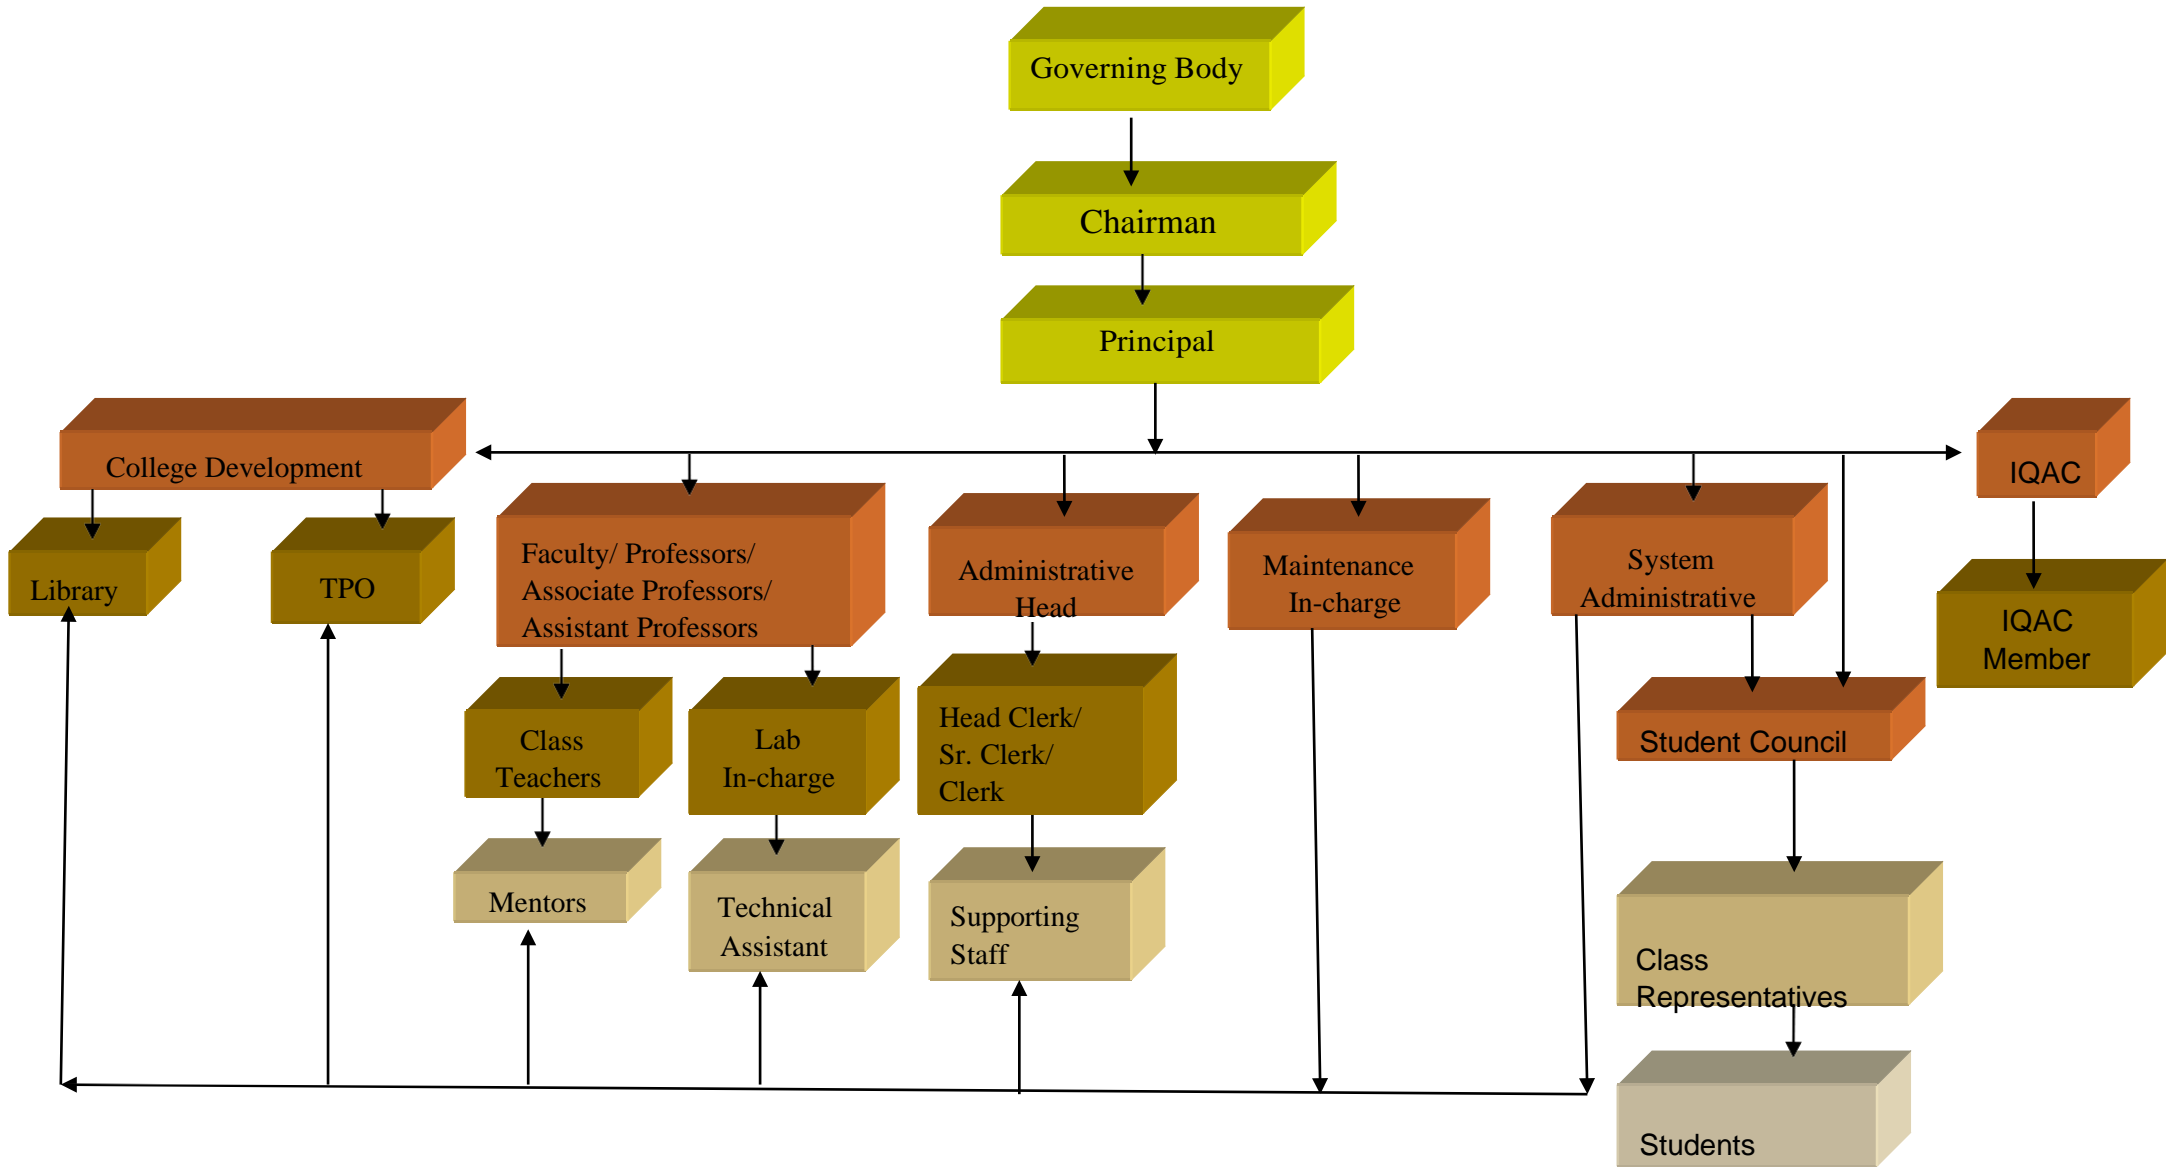 Governing Body
Chairman
Principal
College Development
IQAC
Library
TPO
Faculty/ Professors/
Associate Professors/
Assistant Professors
Administrative
Head
Maintenance
In-charge
System
Administrative
IQAC
Member
Class
Teachers
Lab
In-charge
Head Clerk/
Sr. Clerk/
Clerk
Student Council
Mentors
Technical
Assistant
Supporting
Staff
Class
Representatives
Students